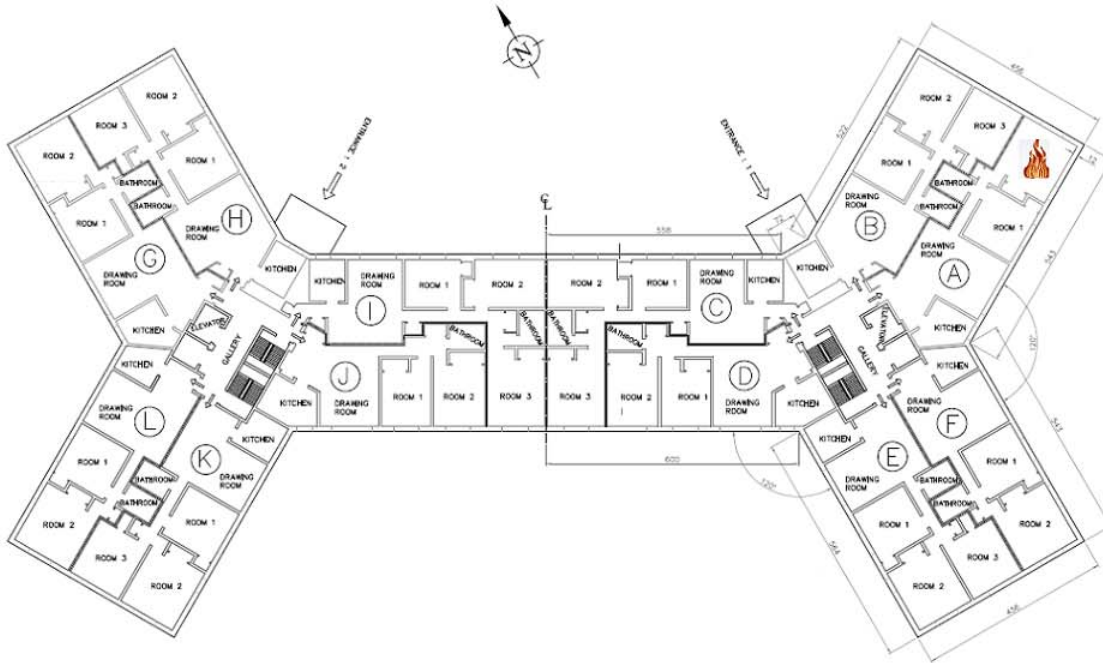 N
456
ROOM 2
ROOM 2
ROOM 3
ROOM 3
ENTRANCE : 2
ENTRANCE : 1
522
12
ROOM 2
ROOM 1
ROOM 1
BATHROOM
BATHROOM
BATHROOM
BATHROOM
ROOM 1
ROOM 1
H
DRAWING
ROOM
DRAWING
ROOM
B
72
558
543
G
DRAWING
ROOM
DRAWING
ROOM
A
KITCHEN
KITCHEN
KITCHEN
KITCHEN
DRAWING
ROOM
ROOM 1
ROOM 2
ROOM 2
ROOM 1
DRAWING
ROOM
I
C
KITCHEN
ELEVATOR
GALLERY
BATHROOM
BATHROOM
BATHROOM
BATHROOM
ELEVATOR
GALLERY
KITCHEN
120°
KITCHEN
KITCHEN
J
D
DRAWING
ROOM
ROOM 1
ROOM 2
ROOM 3
ROOM 3
ROOM 2
ROOM 1
DRAWING
ROOM
KITCHEN
KITCHEN
DRAWING
ROOM
L
DRAWING
ROOM
F
543
KITCHEN
KITCHEN
K
E
600
120°
ROOM 1
BATHROOM
BATHROOM
DRAWING
ROOM
DRAWING
ROOM
BATHROOM
BATHROOM
ROOM 1
ROOM 2
ROOM 1
ROOM 1
ROOM 2
ROOM 3
ROOM 3
564
ROOM 2
ROOM 2
456